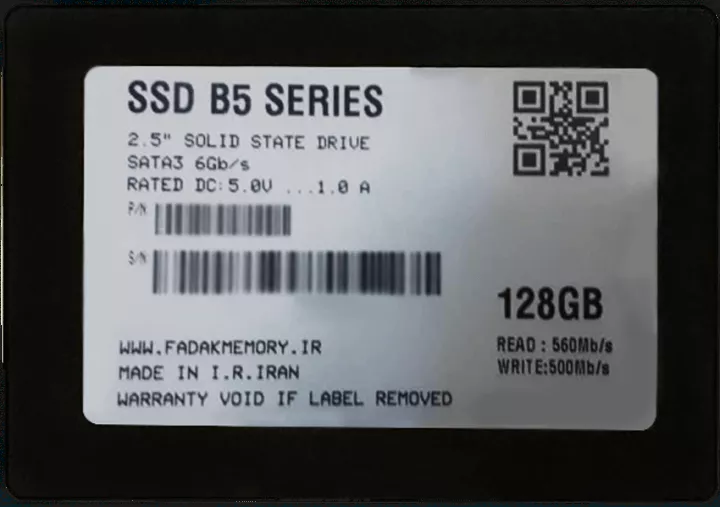 SSD B5 SERIES
2.5" SOLID STATE DRIVE
SATA3 6Gb/s
RATED DC:5.0V ...1.0 A
P/N
S/N
128GB
READ : 560Mb/s
WRITE:500Mb/s
WWW.FADAKMEMORY.IR
MADE IN I.R.IRAN
WARRANTY VOID IF LABEL REMOVED